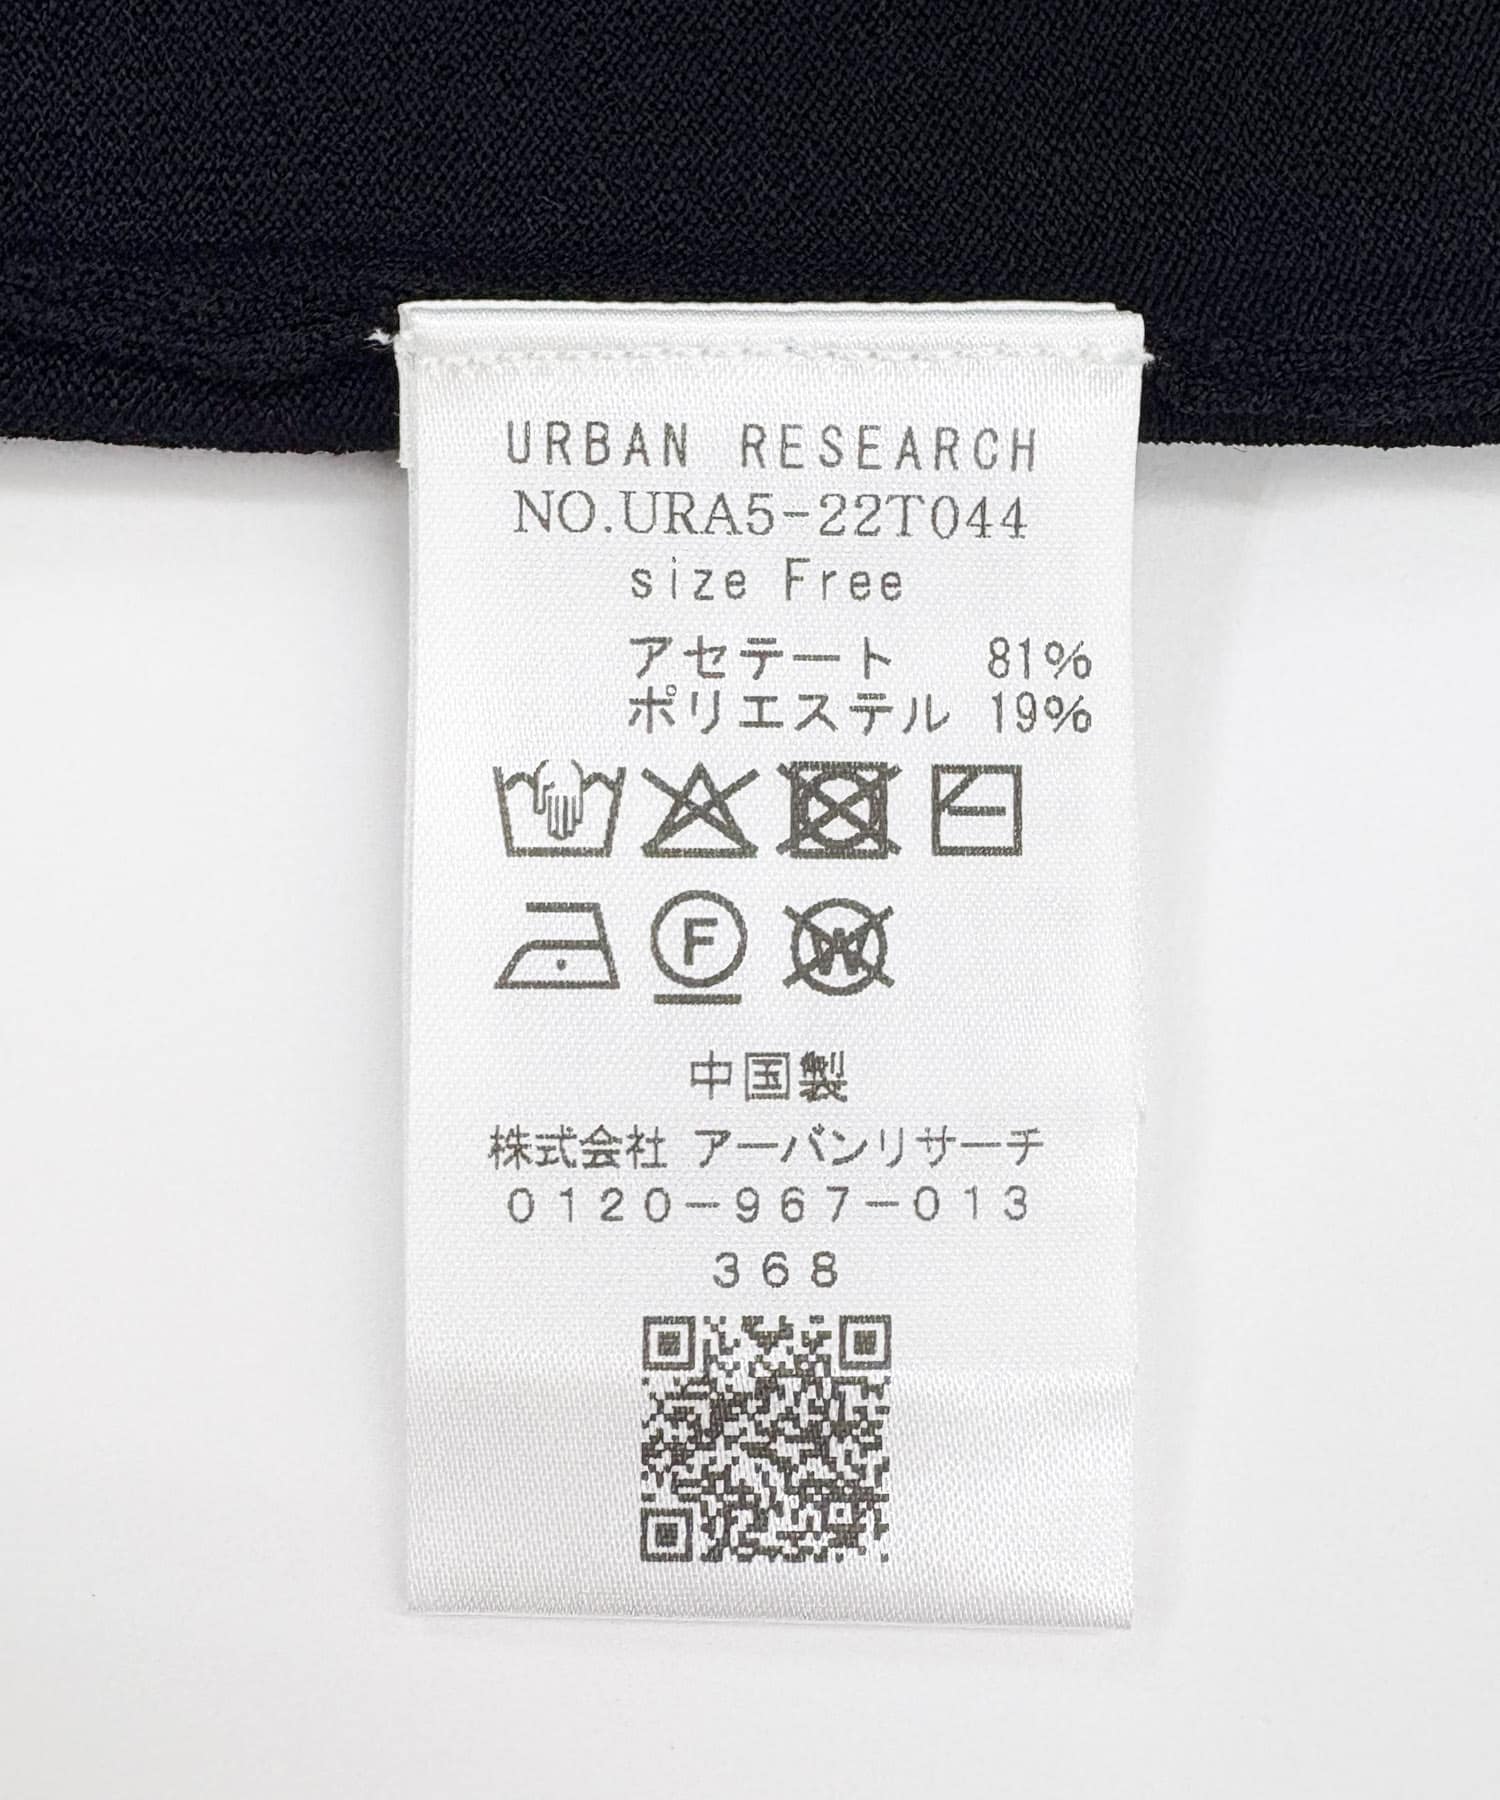 URBAN RESEARCH
NO.URA5-22T044
size Free
アセテート 81%
ポリエステル 19%
F W
中国製
株式会社 アーバンリサーチ
0120-967-013
368